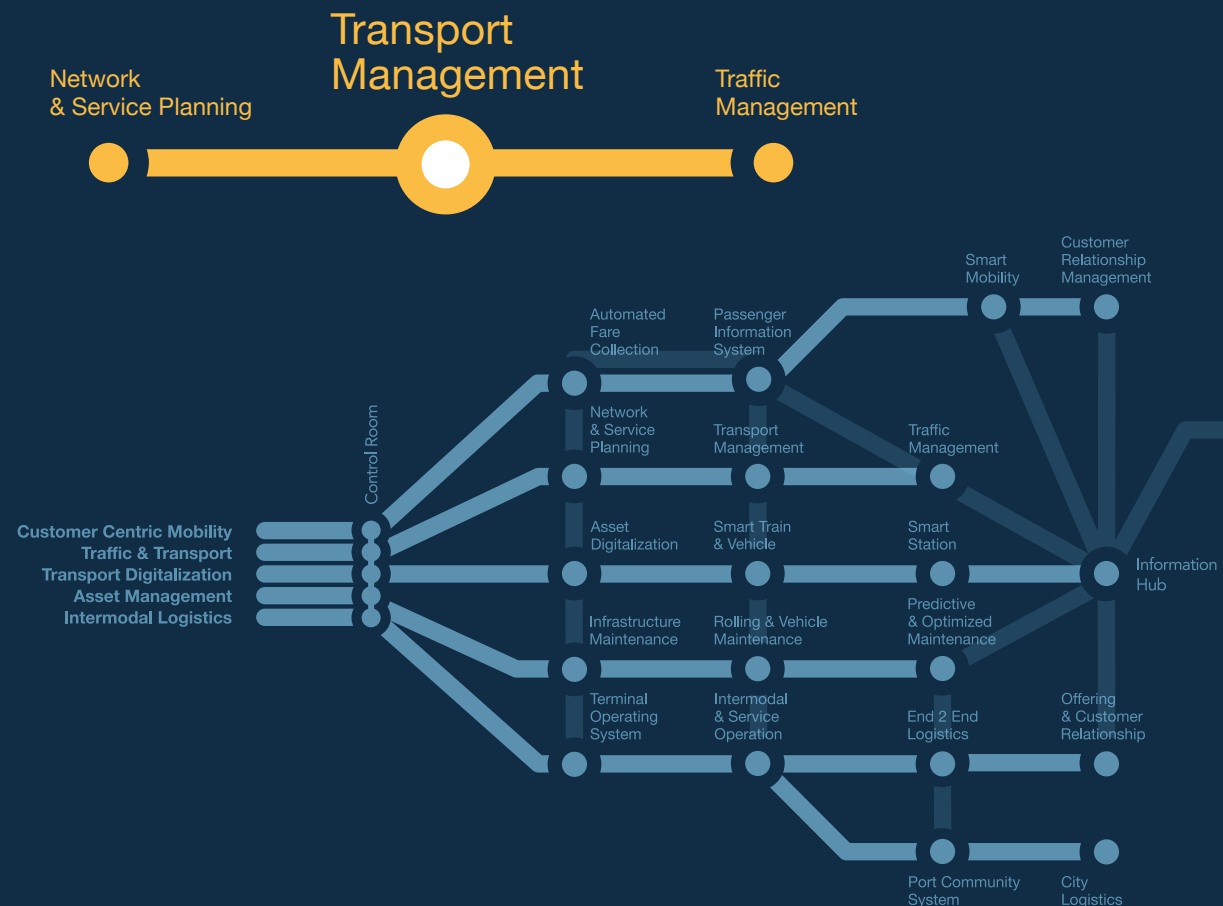 Transport
Management
Network
& Service Planning
Traffic
Management
Customer
Relationship
Management
Smart
Mobility
Automated
Fare
Collection
Passenger
Information
System
Control Room
Network
& Service
Planning
Transport
Management
Traffic
Management
Customer Centric Mobility
Traffic & Transport
Transport Digitalization
Asset Management
Intermodal Logistics
Asset
Digitalization
Smart Train
& Vehicle
Smart
Station
Information
Hub
Infrastructure
Maintenance
Rolling & Vehicle
Maintenance
Predictive
& Optimized
Maintenance
Terminal
Operating
System
Intermodal
& Service
Operation
End 2 End
Logistics
Offering
& Customer
Relationship
Port Community
System
City
Logistics